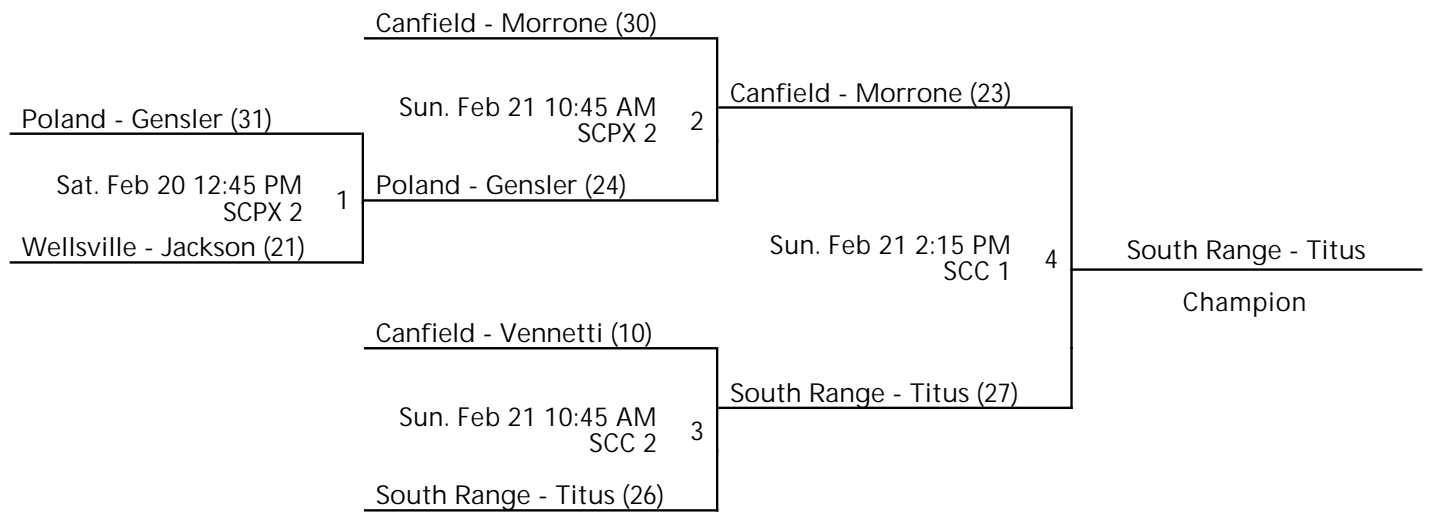 Canfield - Morrone (30)
Poland - Gensler (31)
Sun. Feb 21 10:45 AM
SCPX 2
2
Canfield - Morrone (23)
Sat. Feb 20 12:45 PM
SCPX 2
1
Poland - Gensler (24)
Wellsville - Jackson (21)
Sun. Feb 21 2:15 PM
SCC 1
4
South Range - Titus
Champion
Canfield - Vennetti (10)
Sun. Feb 21 10:45 AM
SCC 2
3
South Range - Titus (27)
South Range - Titus (26)